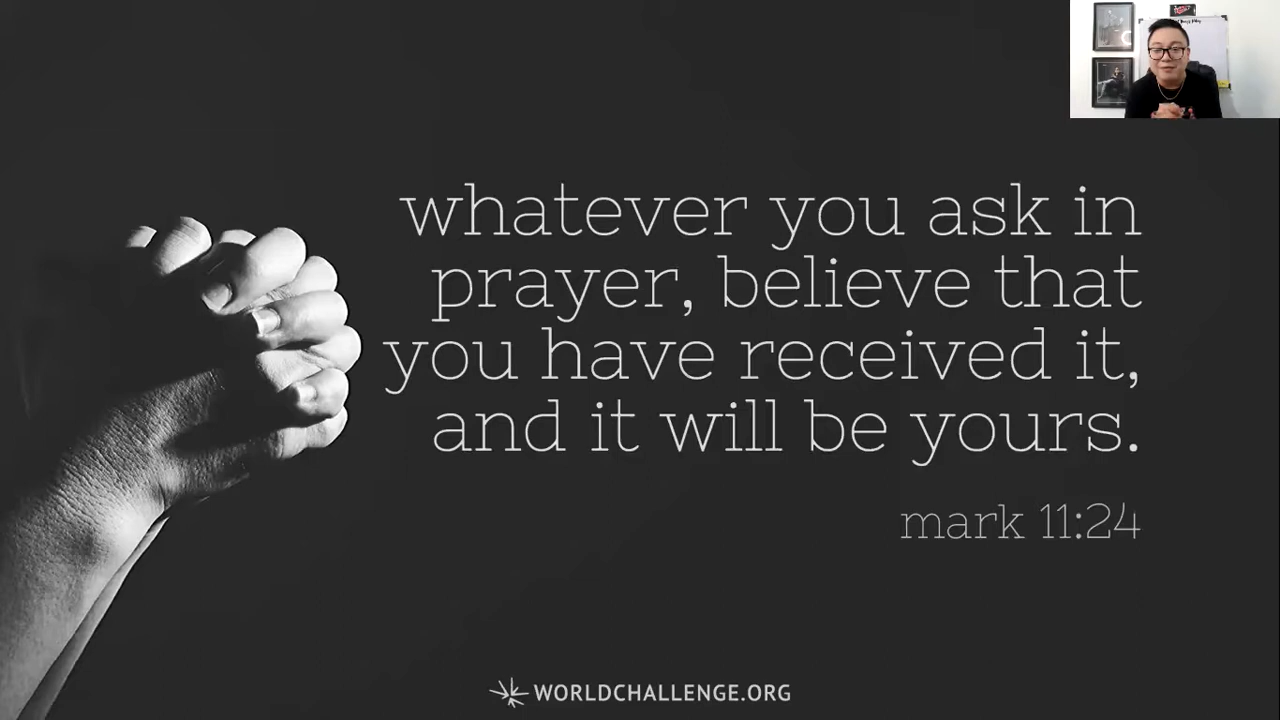 whatever you ask in
prayer, believe that
you have received it,
and it will be yours.
mark 11:24
WORLDCHALLENGE.ORG